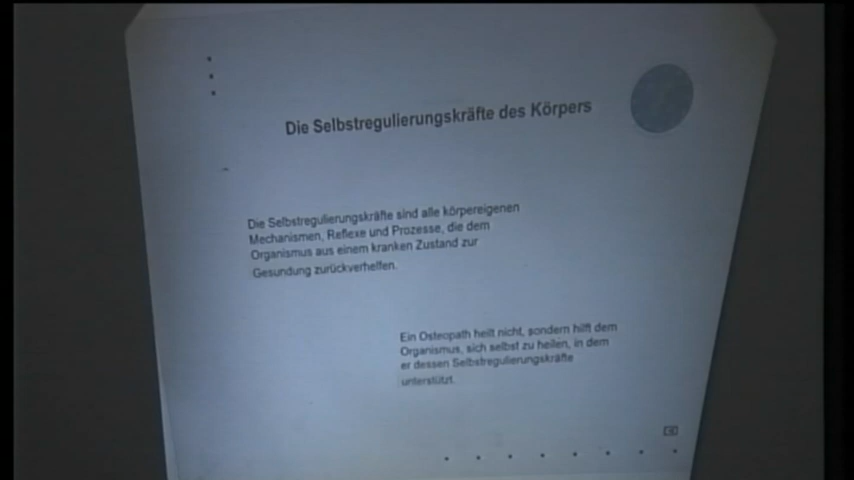 Die Selbstregulierungskräfte des Körpers
Die Selbstregulierungskräfte sind alle körpereigenen
Mechanismen, Reflexe und Prozesse, die dem
Organismus aus einem kranken Zustand zur
Gesundung zurückverhelfen.
Ein Osteopath heilt nicht, sondern hilft dem
Organismus, sich selbst zu heilen, in dem
er dessen Selbstregulierungskräfte
unterstützt.